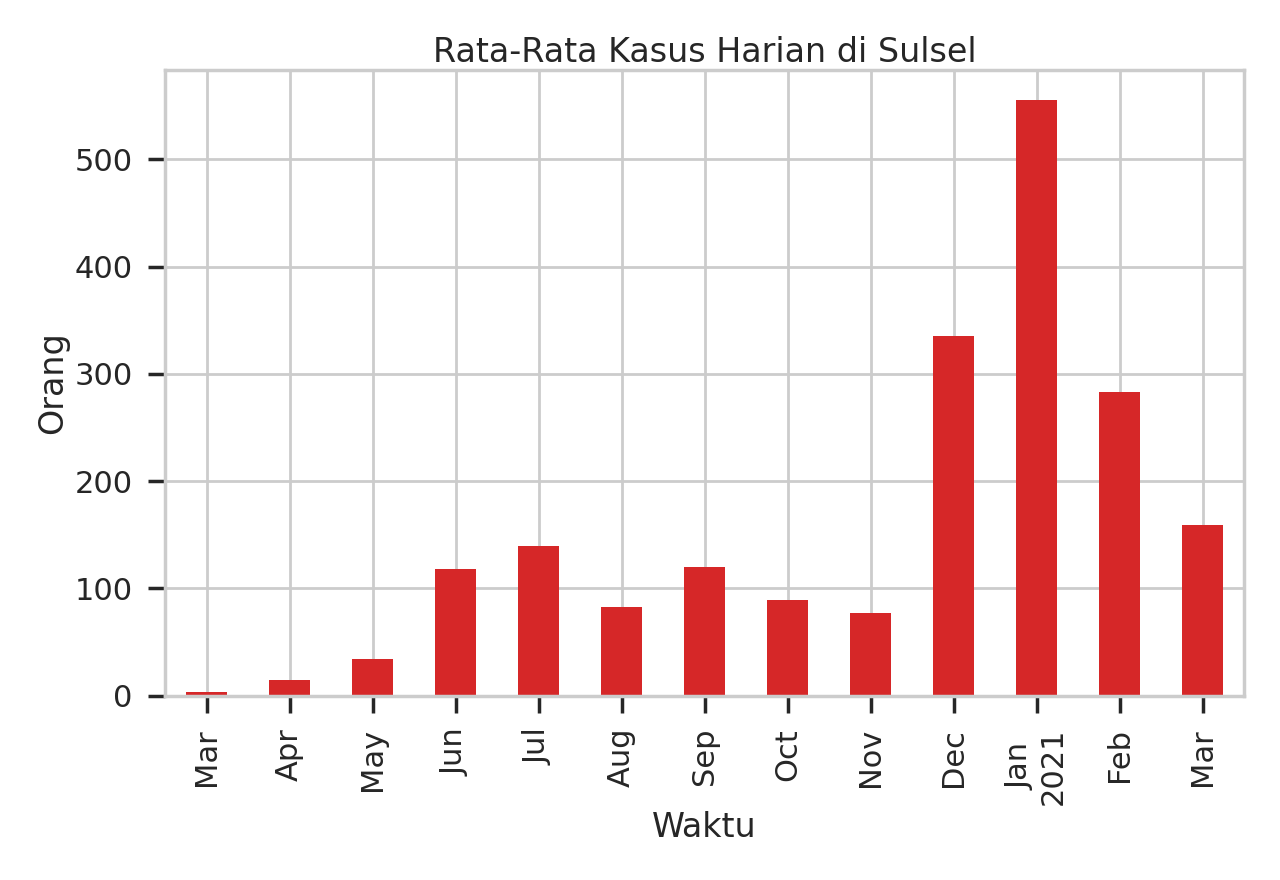 Rata-Rata Kasus Harian di Sulsel
Orang
500
400
300
200
100
0
Mar
Apr
May
Jun
Jul
Aug
Sep
Oct
Nov
Dec
Jan
2021
Feb
Mar
Waktu